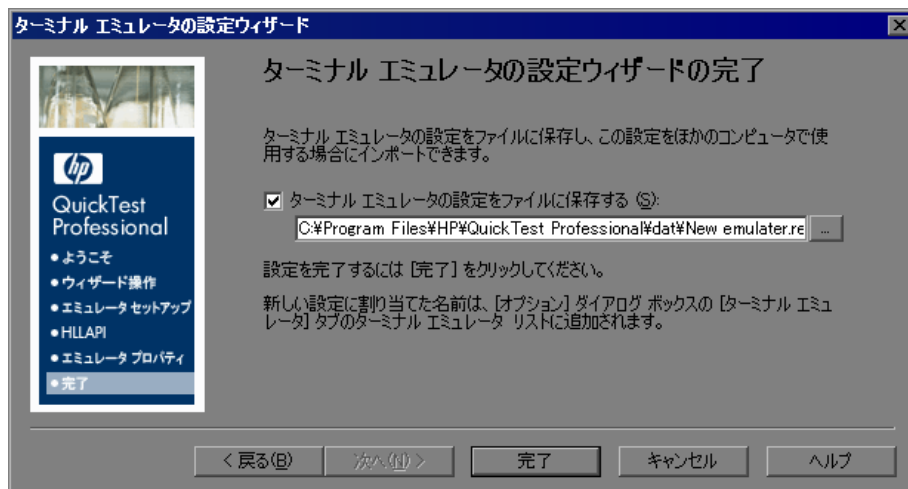 ターミナル エミュレータの設定ウィザード
hp
QuickTest
Professional
●ようこそ
●ウィザード操作
●エミュレータ セットアップ
●HLLAPI
●エミュレータ プロパティ
●完了
ターミナル エミュレータの設定ウィザードの完了
ターミナル エミュレータの設定をファイルに保存し、この設定をほかのコンピュータで使
用する場合にインポートできます。
ターミナル エミュレータの設定をファイルに保存する (S):
C:¥Program Files¥HP¥QuickTest Professional¥dat¥New emulater.re
...
設定を完了するには [完了] をクリックしてください。
新しい設定に割り当てた名前は、[オプション] ダイアログ ボックスの [ターミナル エミュ
レータ] タブのターミナル エミュレータ リストに追加されます。
< 戻る(B)
次へ(N) >
完了
キャンセル
ヘルプ